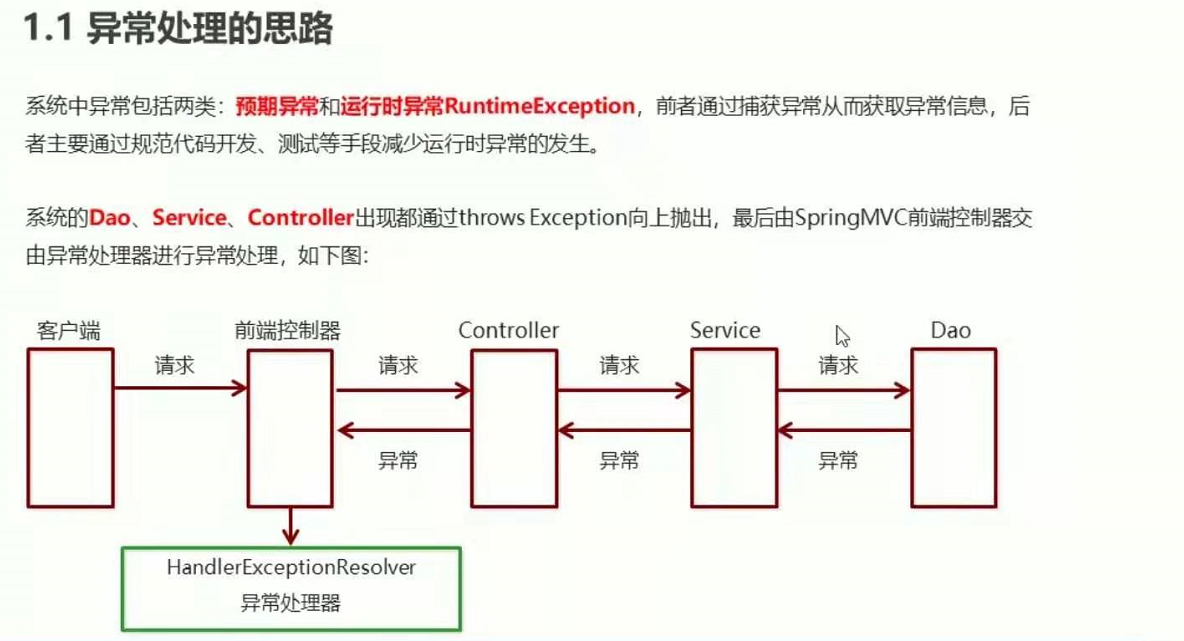 1.1 异常处理的思路
系统中异常包括两类：预期异常和运行时异常RuntimeException，前者通过捕获异常从而获取异常信息，后
者主要通过规范代码开发、测试等手段减少运行时异常的发生。
系统的Dao、Service、Controller出现都通过throws Exception向上抛出，最后由SpringMVC前端控制器交
由异常处理器进行异常处理，如下图：
客户端 前端控制器 Controller Service Dao
请求 请求 请求 请求
异常 异常 异常
HandlerExceptionResolver
异常处理器